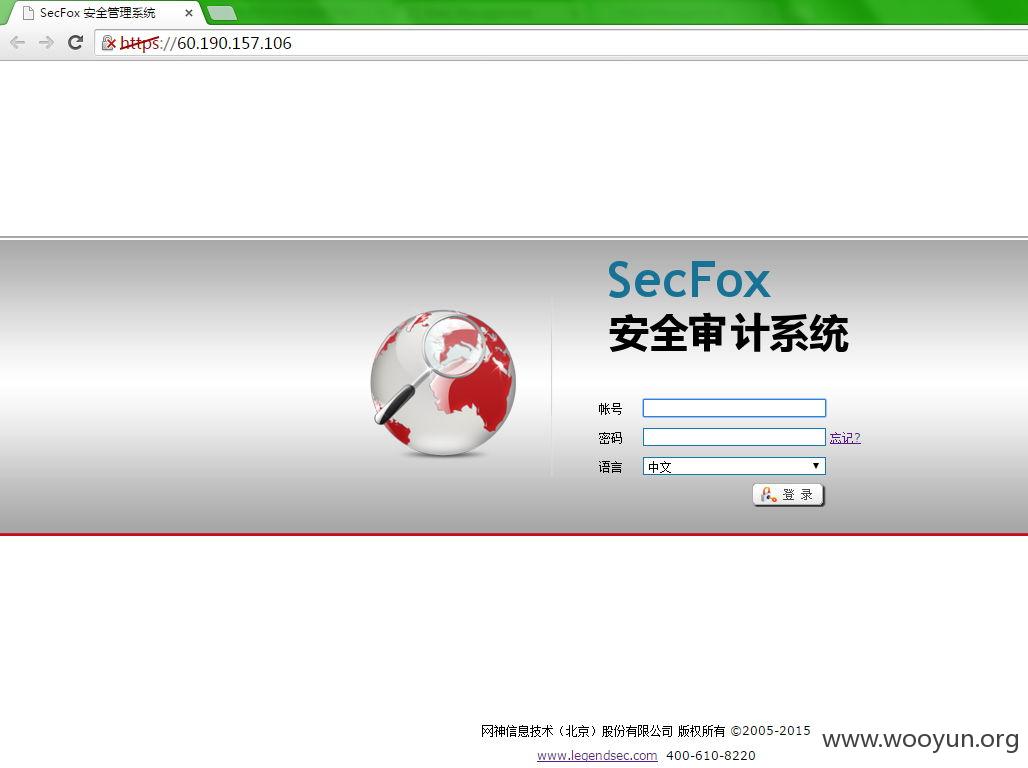 SecFox 安全管理系统
https://60.190.157.106
SecFox
安全审计系统
帐号
密码 忘记?
语言 中文
登 录
网神信息技术（北京）股份有限公司 版权所有 ©2005-2015
www.legendsec.com 400-610-8220
www.wooyun.org